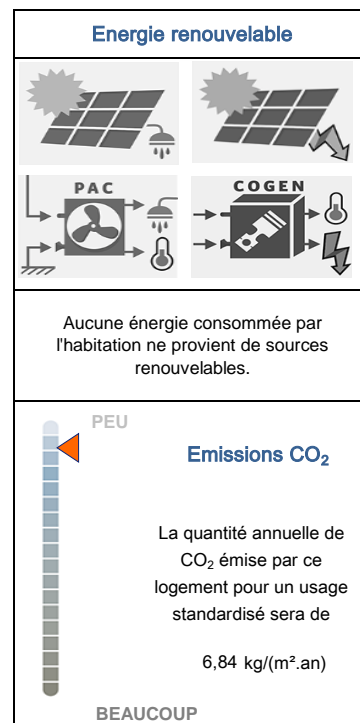 Energie renouvelable
PAC
COGEN
Aucune énergie consommée par
l'habitation ne provient de sources
renouvelables.
PEU
Emissions CO₂
La quantité annuelle de
CO₂ émise par ce
logement pour un usage
standardisé sera de
6,84 kg/(m².an)
BEAUCOUP